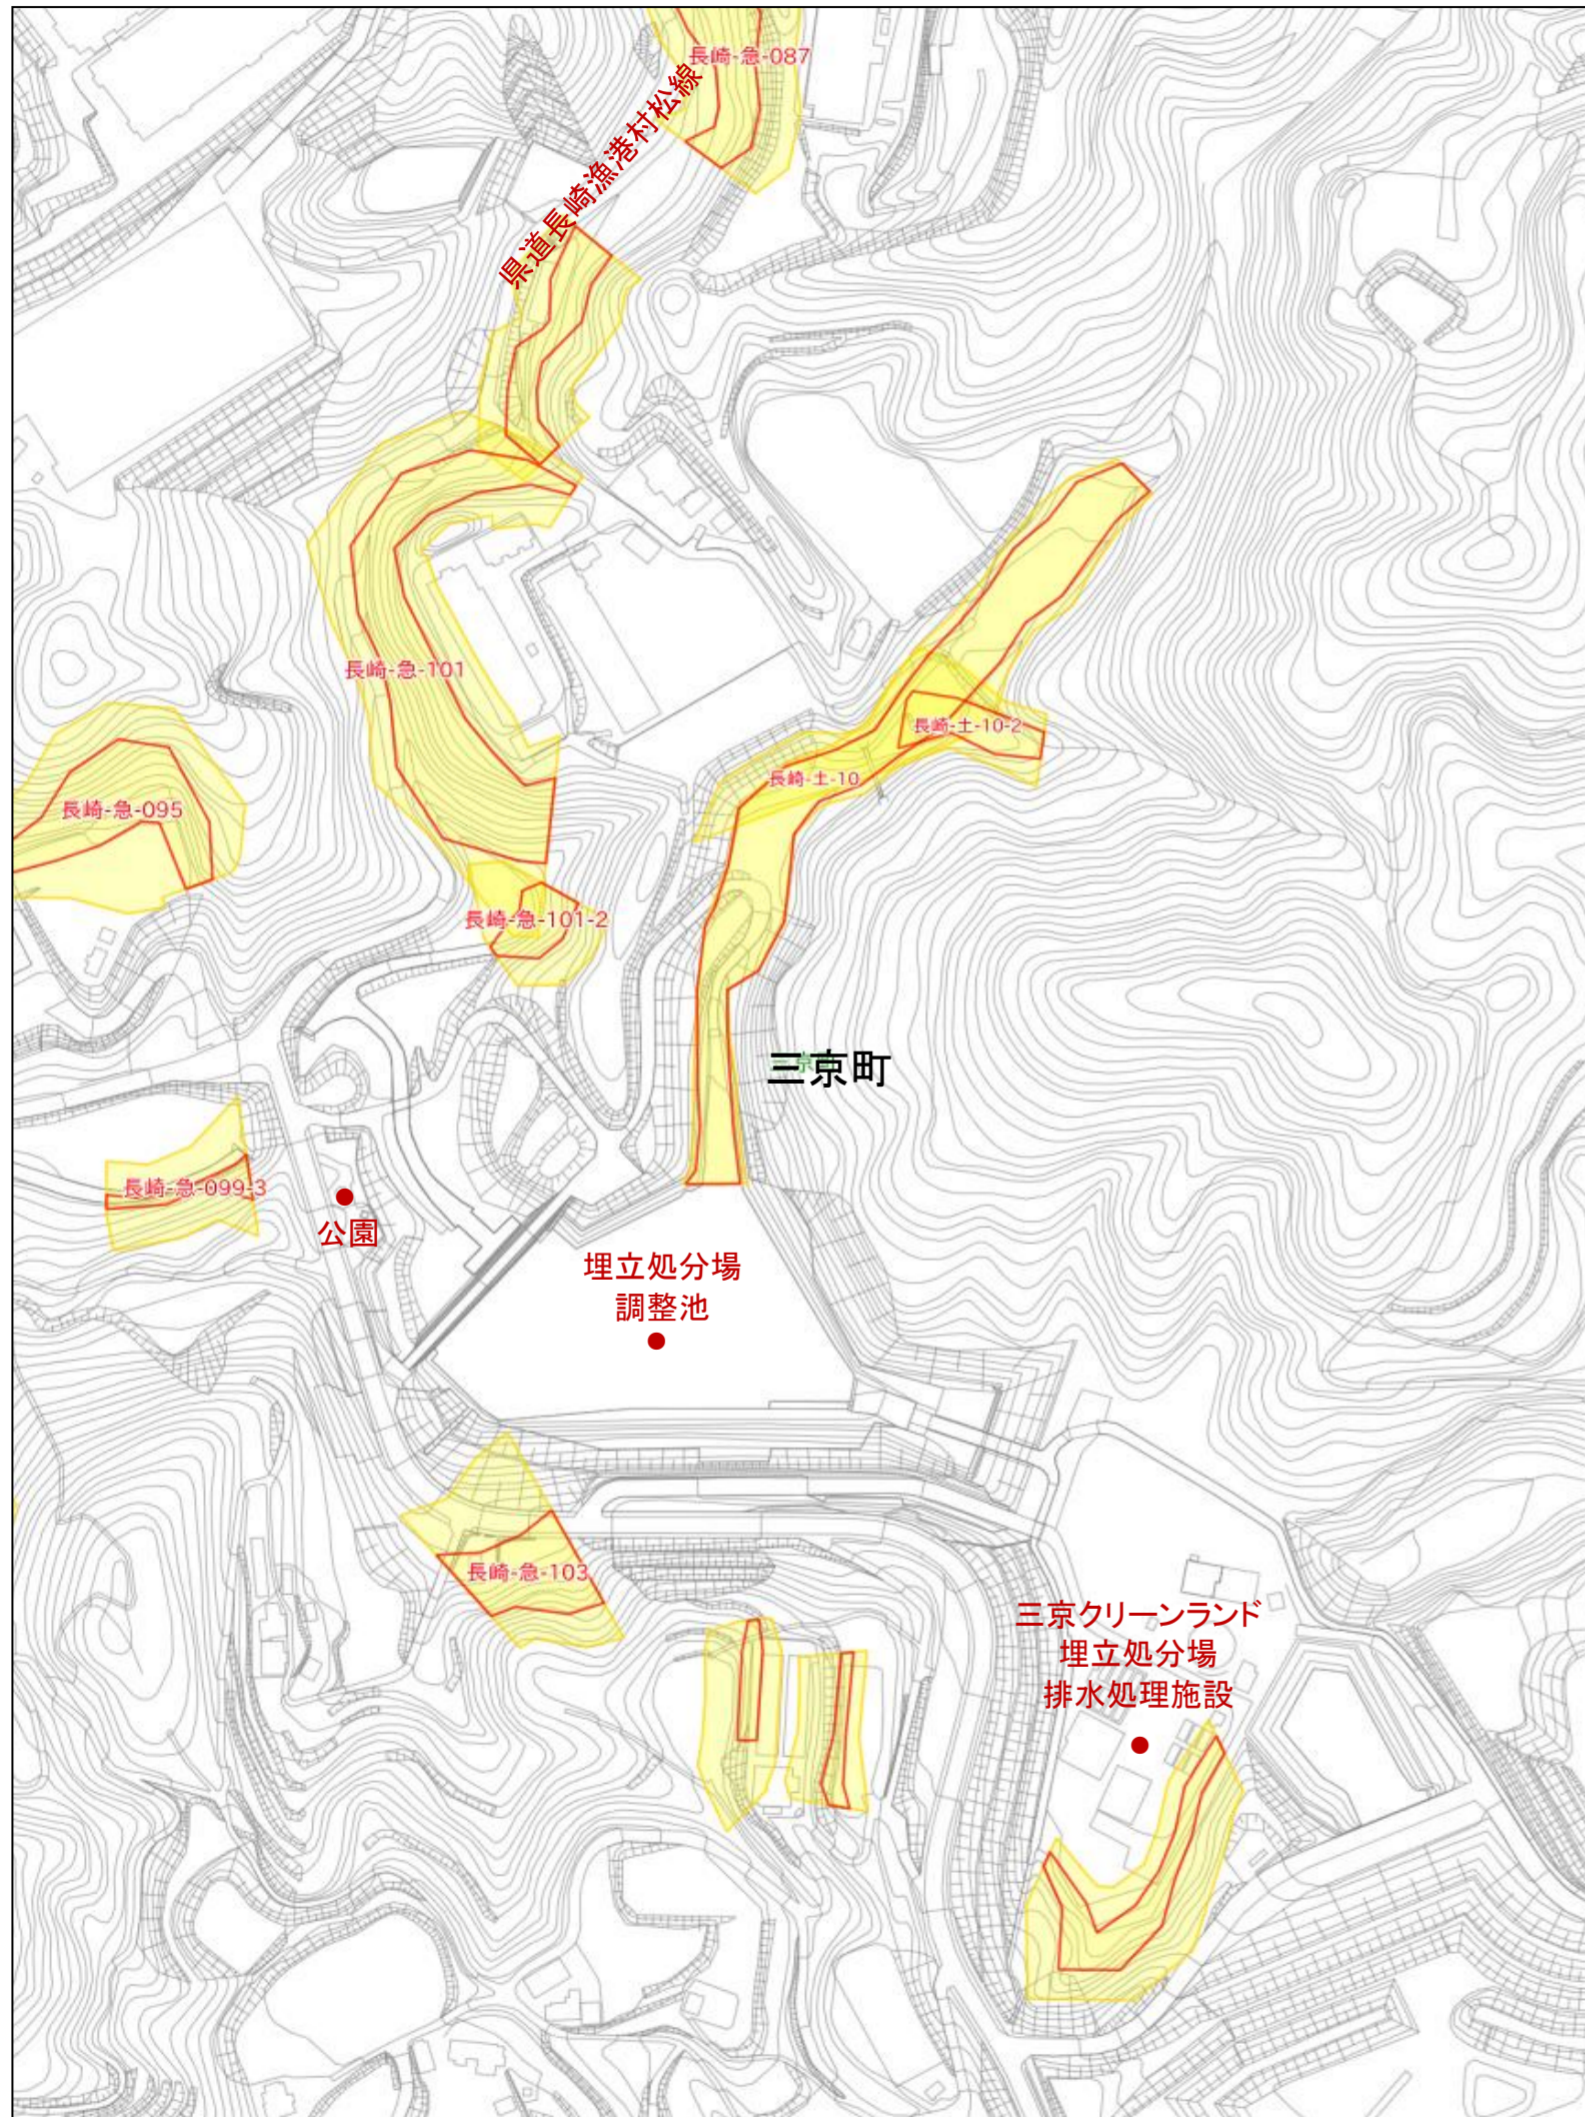 長崎-急-087
県道長崎漁港村松線
長崎-急-101
長崎-土-10-2
長崎-土-10
長崎-急-095
長崎-急-101-2
三京町
長崎-急-099-3
公園
埋立処分場
調整池
長崎-急-103
三京クリーンランド
埋立処分場
排水処理施設